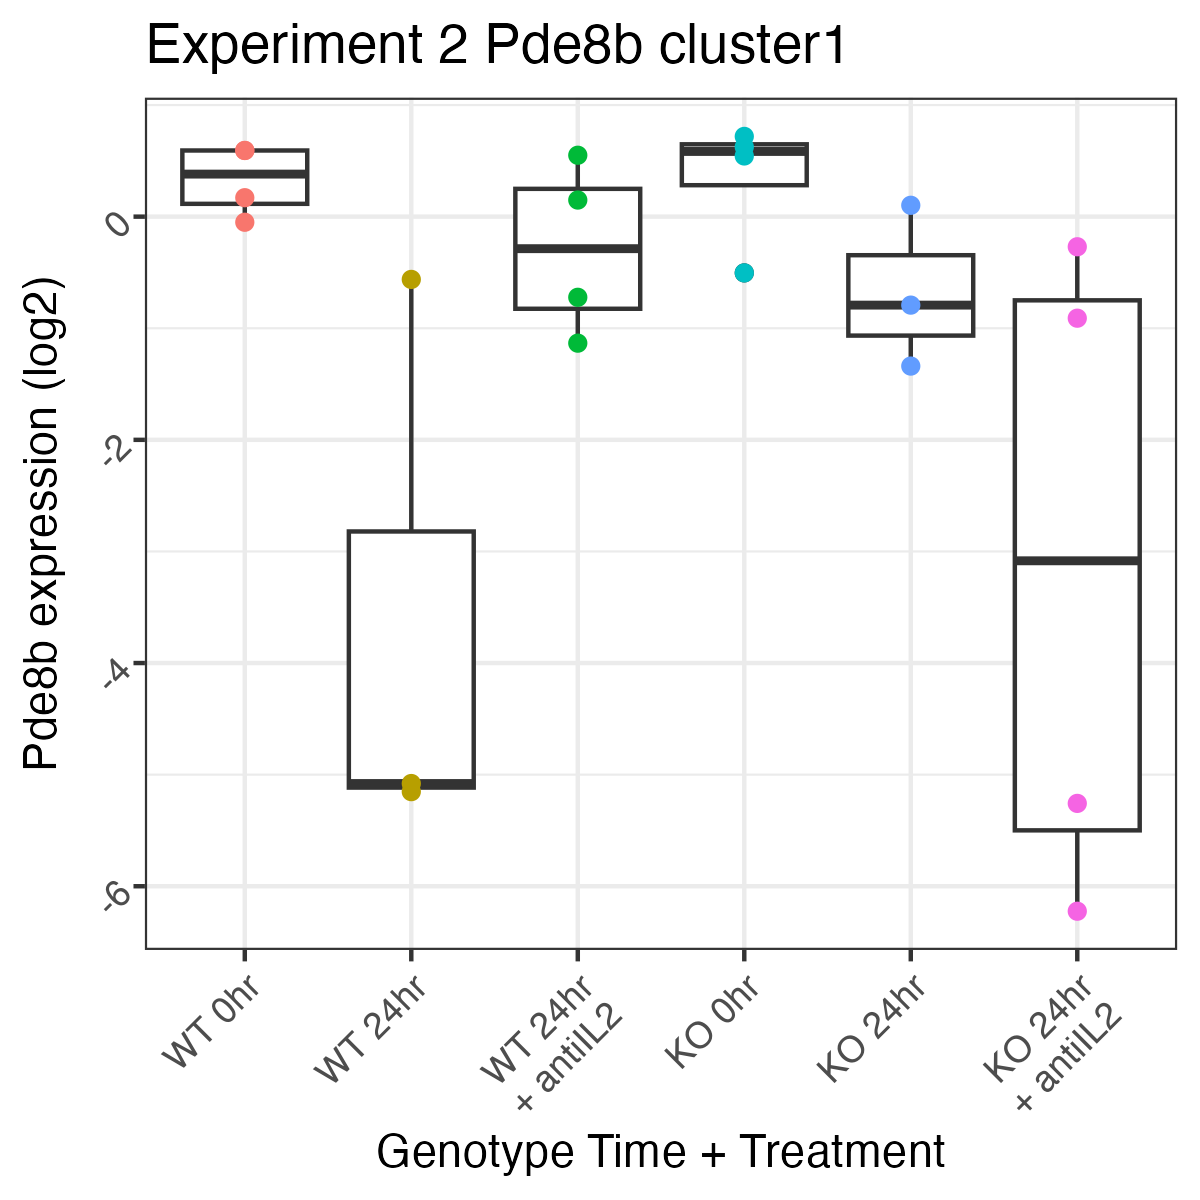 Experiment 2 Pde8b cluster1
Pde8b expression (log2)
0
-2
-4
-6
WT 0hr
WT 24hr
WT 24hr
+ antiIL2
KO 0hr
KO 24hr
KO 24hr
+ antiIL2
Genotype Time + Treatment